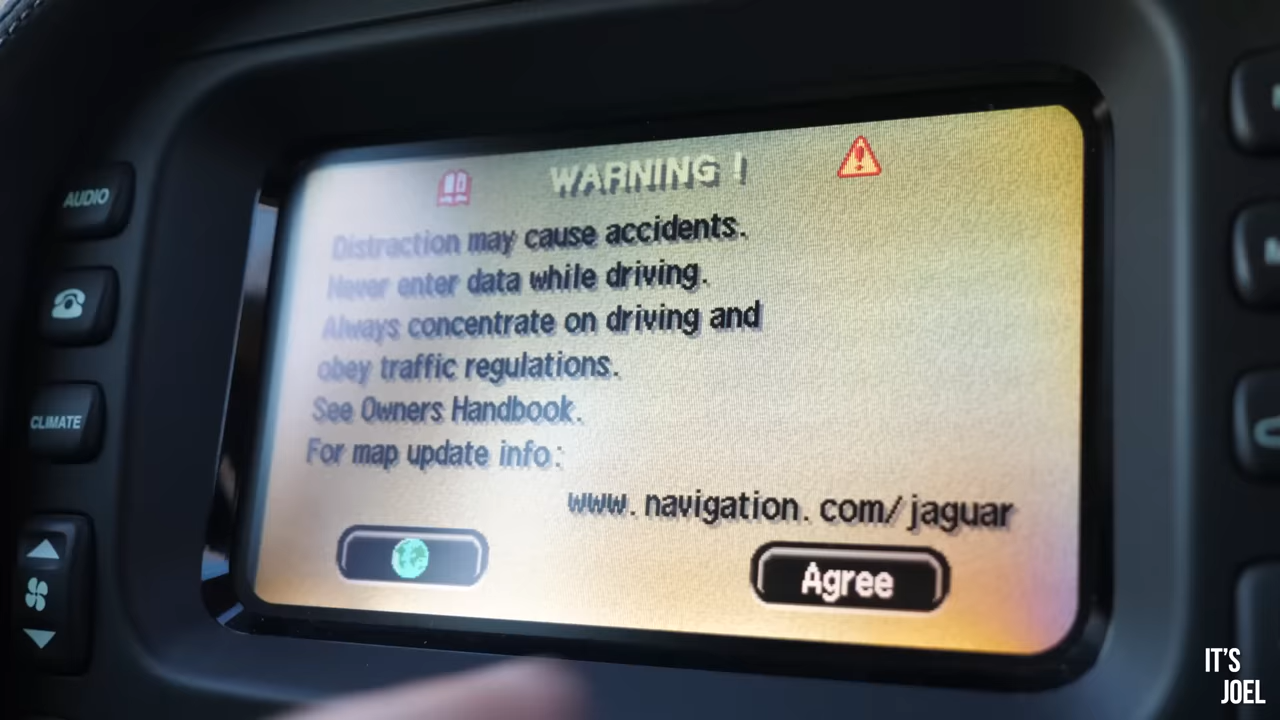 WARNING !
Distraction may cause accidents.
Never enter data while driving.
Always concentrate on driving and
obey traffic regulations.
See Owners Handbook.
For map update info:
www.navigation.com/jaguar
Agree
AUDIO
CLIMATE
IT'S
JOEL